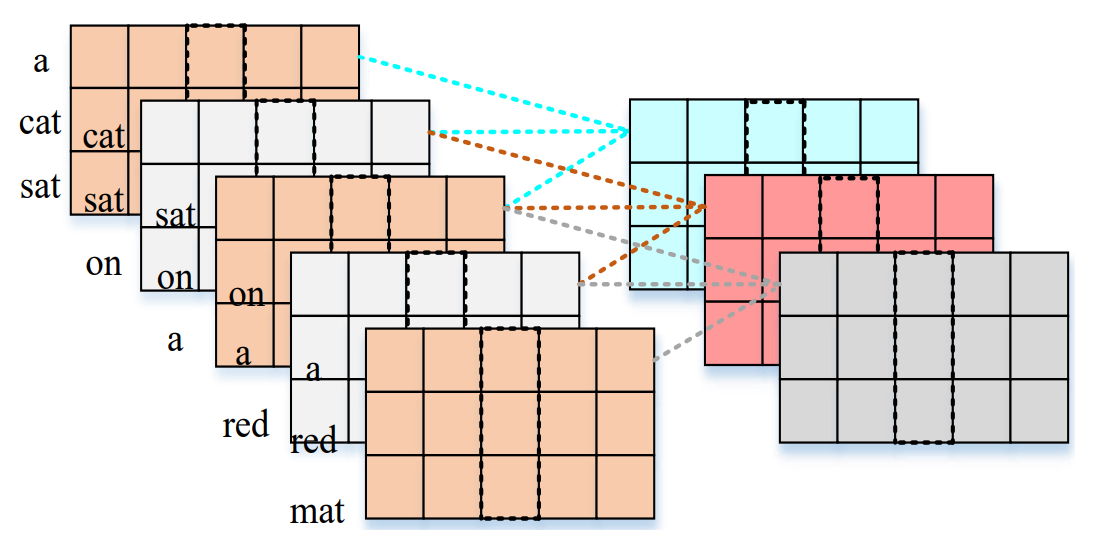 a
cat cat
sat sat sat
on on on
a a a
red red
mat